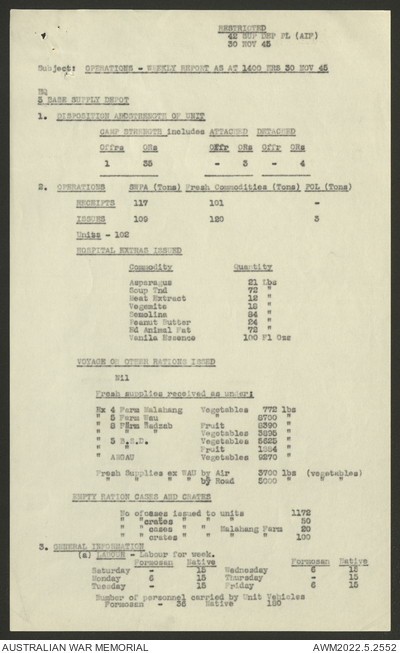 RESTRICTED
42 SUP DEP PL (AIF)
30 NOV 45
Subject: OPERATIONS - WEEKLY REPORT AS AT 1400 HRS 30 NOV 45
HQ
3 BASE SUPPLY DEPOT
1. DISPOSITION AND STRENGTH OF UNIT
CAMP STRENGTH includes ATTACHED DETACHED
Offrs ORs Offr ORs Offr ORs
1 35 - 3 - 4
2. OPERATIONS SWPA (Tons) Fresh Commodities (Tons) POL (Tons)
RECEIPTS 117 101 -
ISSUES 109 120 3
Units - 102
HOSPITAL EXTRAS ISSUED
Commodity Quantity
Asparagus 21 Lbs
Soup Tnd 72 "
Meat Extract 12 "
Vegemite 18 "
Semolina 84 "
Peanut Butter 24 "
Ed Animal Fat 72 "
Vanila Essence 100 Fl Ozs
VOYAGE OR OTHER RATIONS ISSUED
Nil
Fresh supplies received as under:
Ex 4 Farm Malahang Vegetables 772 lbs
" 5 Farm Wau " 8700 "
" 8 Farm Nadzab Fruit 8390 "
" " Vegetables 3895 "
" 5 B.S.D. Vegetables 5625 "
" Fruit 1554 "
" ANGAU Vegetables 9270 "
Fresh Supplies ex WAU by Air 3700 lbs (vegetables)
" " " " by Road 5000 "
EMPTY RATION CASES AND CRATES
No of cases issued to units 1172
" " crates " " " 50
" " cases " " Malahang Farm 20
" " crates " " " " 100
3. GENERAL INFORMATION
(a) LABOUR - Labour for week.
Formosan Native Formosan Native
Saturday - 15 Wednesday 6 15
Monday 6 15 Thursday - 15
Tuesday - 15 Friday 6 15
Number of personnel carried by Unit Vehicles
Formosan - 36 Native 180
AUSTRALIAN WAR MEMORIAL AWM2022.5.2552